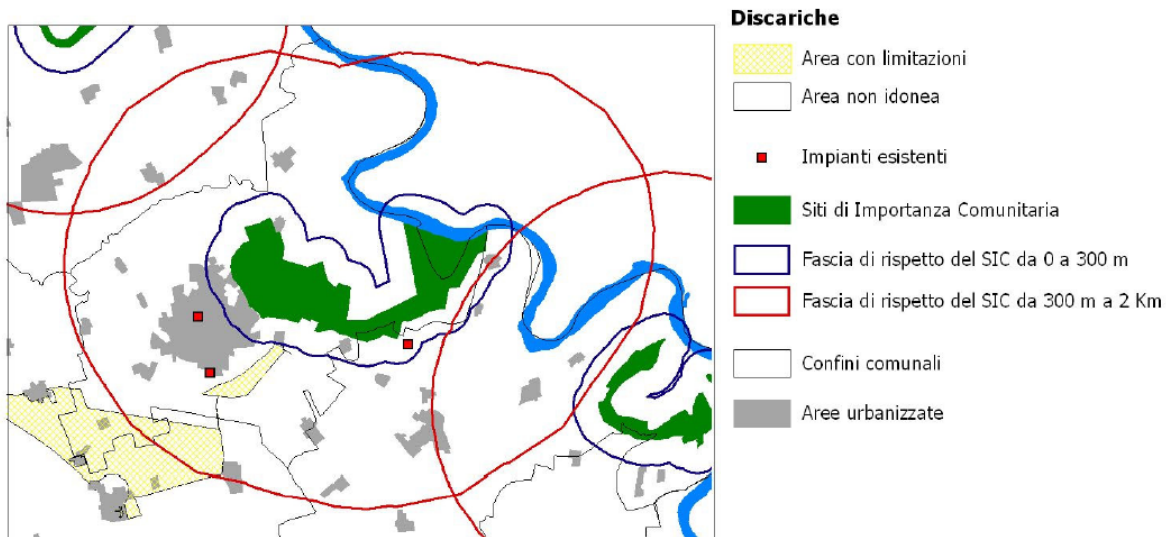 Discariche
Area con limitazioni
Area non idonea
Impianti esistenti
Siti di Importanza Comunitaria
Fascia di rispetto del SIC da 0 a 300 m
Fascia di rispetto del SIC da 300 m a 2 Km
Confini comunali
Aree urbanizzate